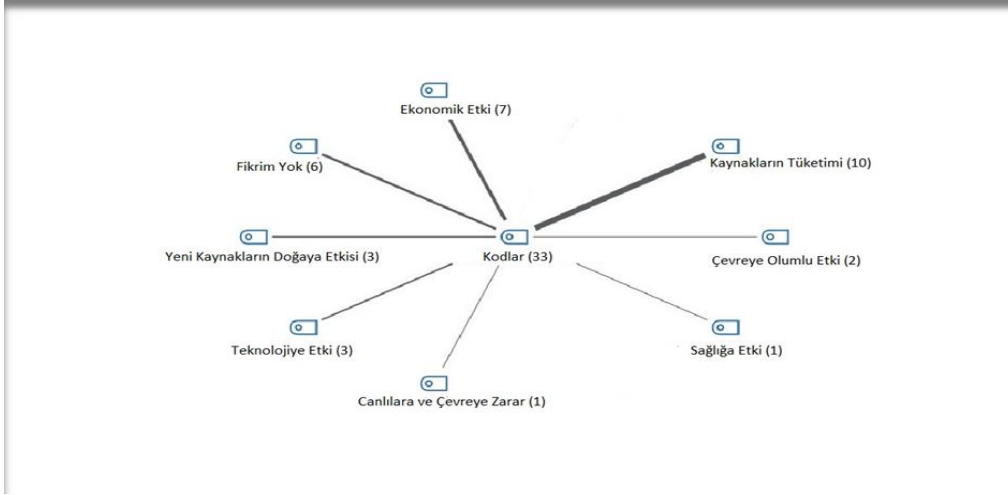 Ekonomik Etki (7)
Fikrim Yok (6)
Kaynakların Tüketimi (10)
Yeni Kaynakların Doğaya Etkisi (3)
Kodlar (33)
Çevreye Olumlu Etki (2)
Teknolojiye Etki (3)
Sağlığa Etki (1)
Canlılara ve Çevreye Zarar (1)